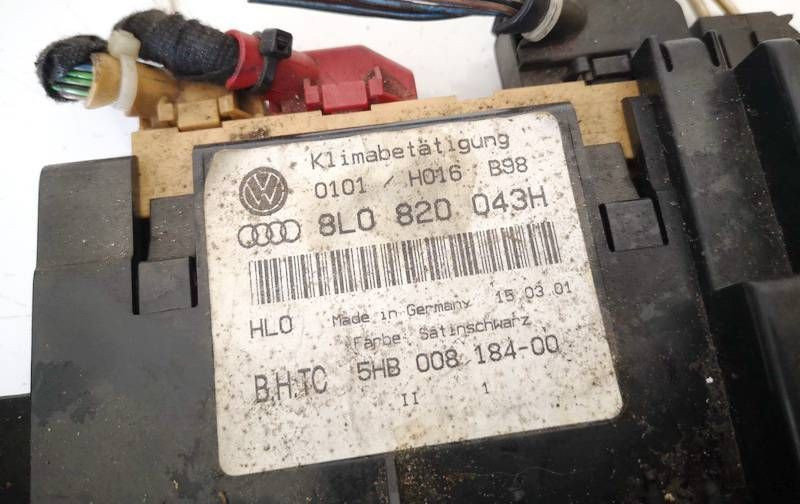 Klimabetätigung
0101 / H016 B98
8L0 820 043H
HLO Made in Germany 15.03.01
Farbe: Satinschwarz
B.H.TC 5HB 008 184-00
II 1